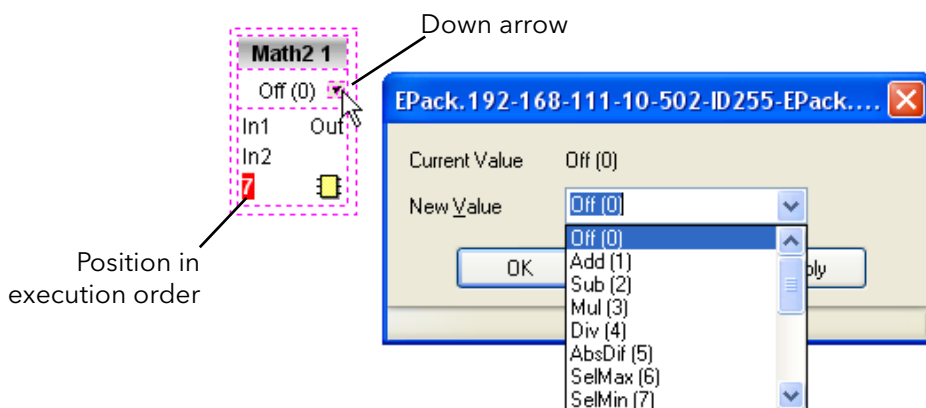 Down arrow
Math2 1
Off (0)
In1 Out
In2
7
Position in
execution order
EPack.192-168-111-10-502-ID255-EPack....
Current Value Off (0)
New Value Off (0)
Off (0)
Add (1)
Sub (2)
Mul (3)
Div (4)
AbsDif (5)
SelMax (6)
SelMin (7)
OK